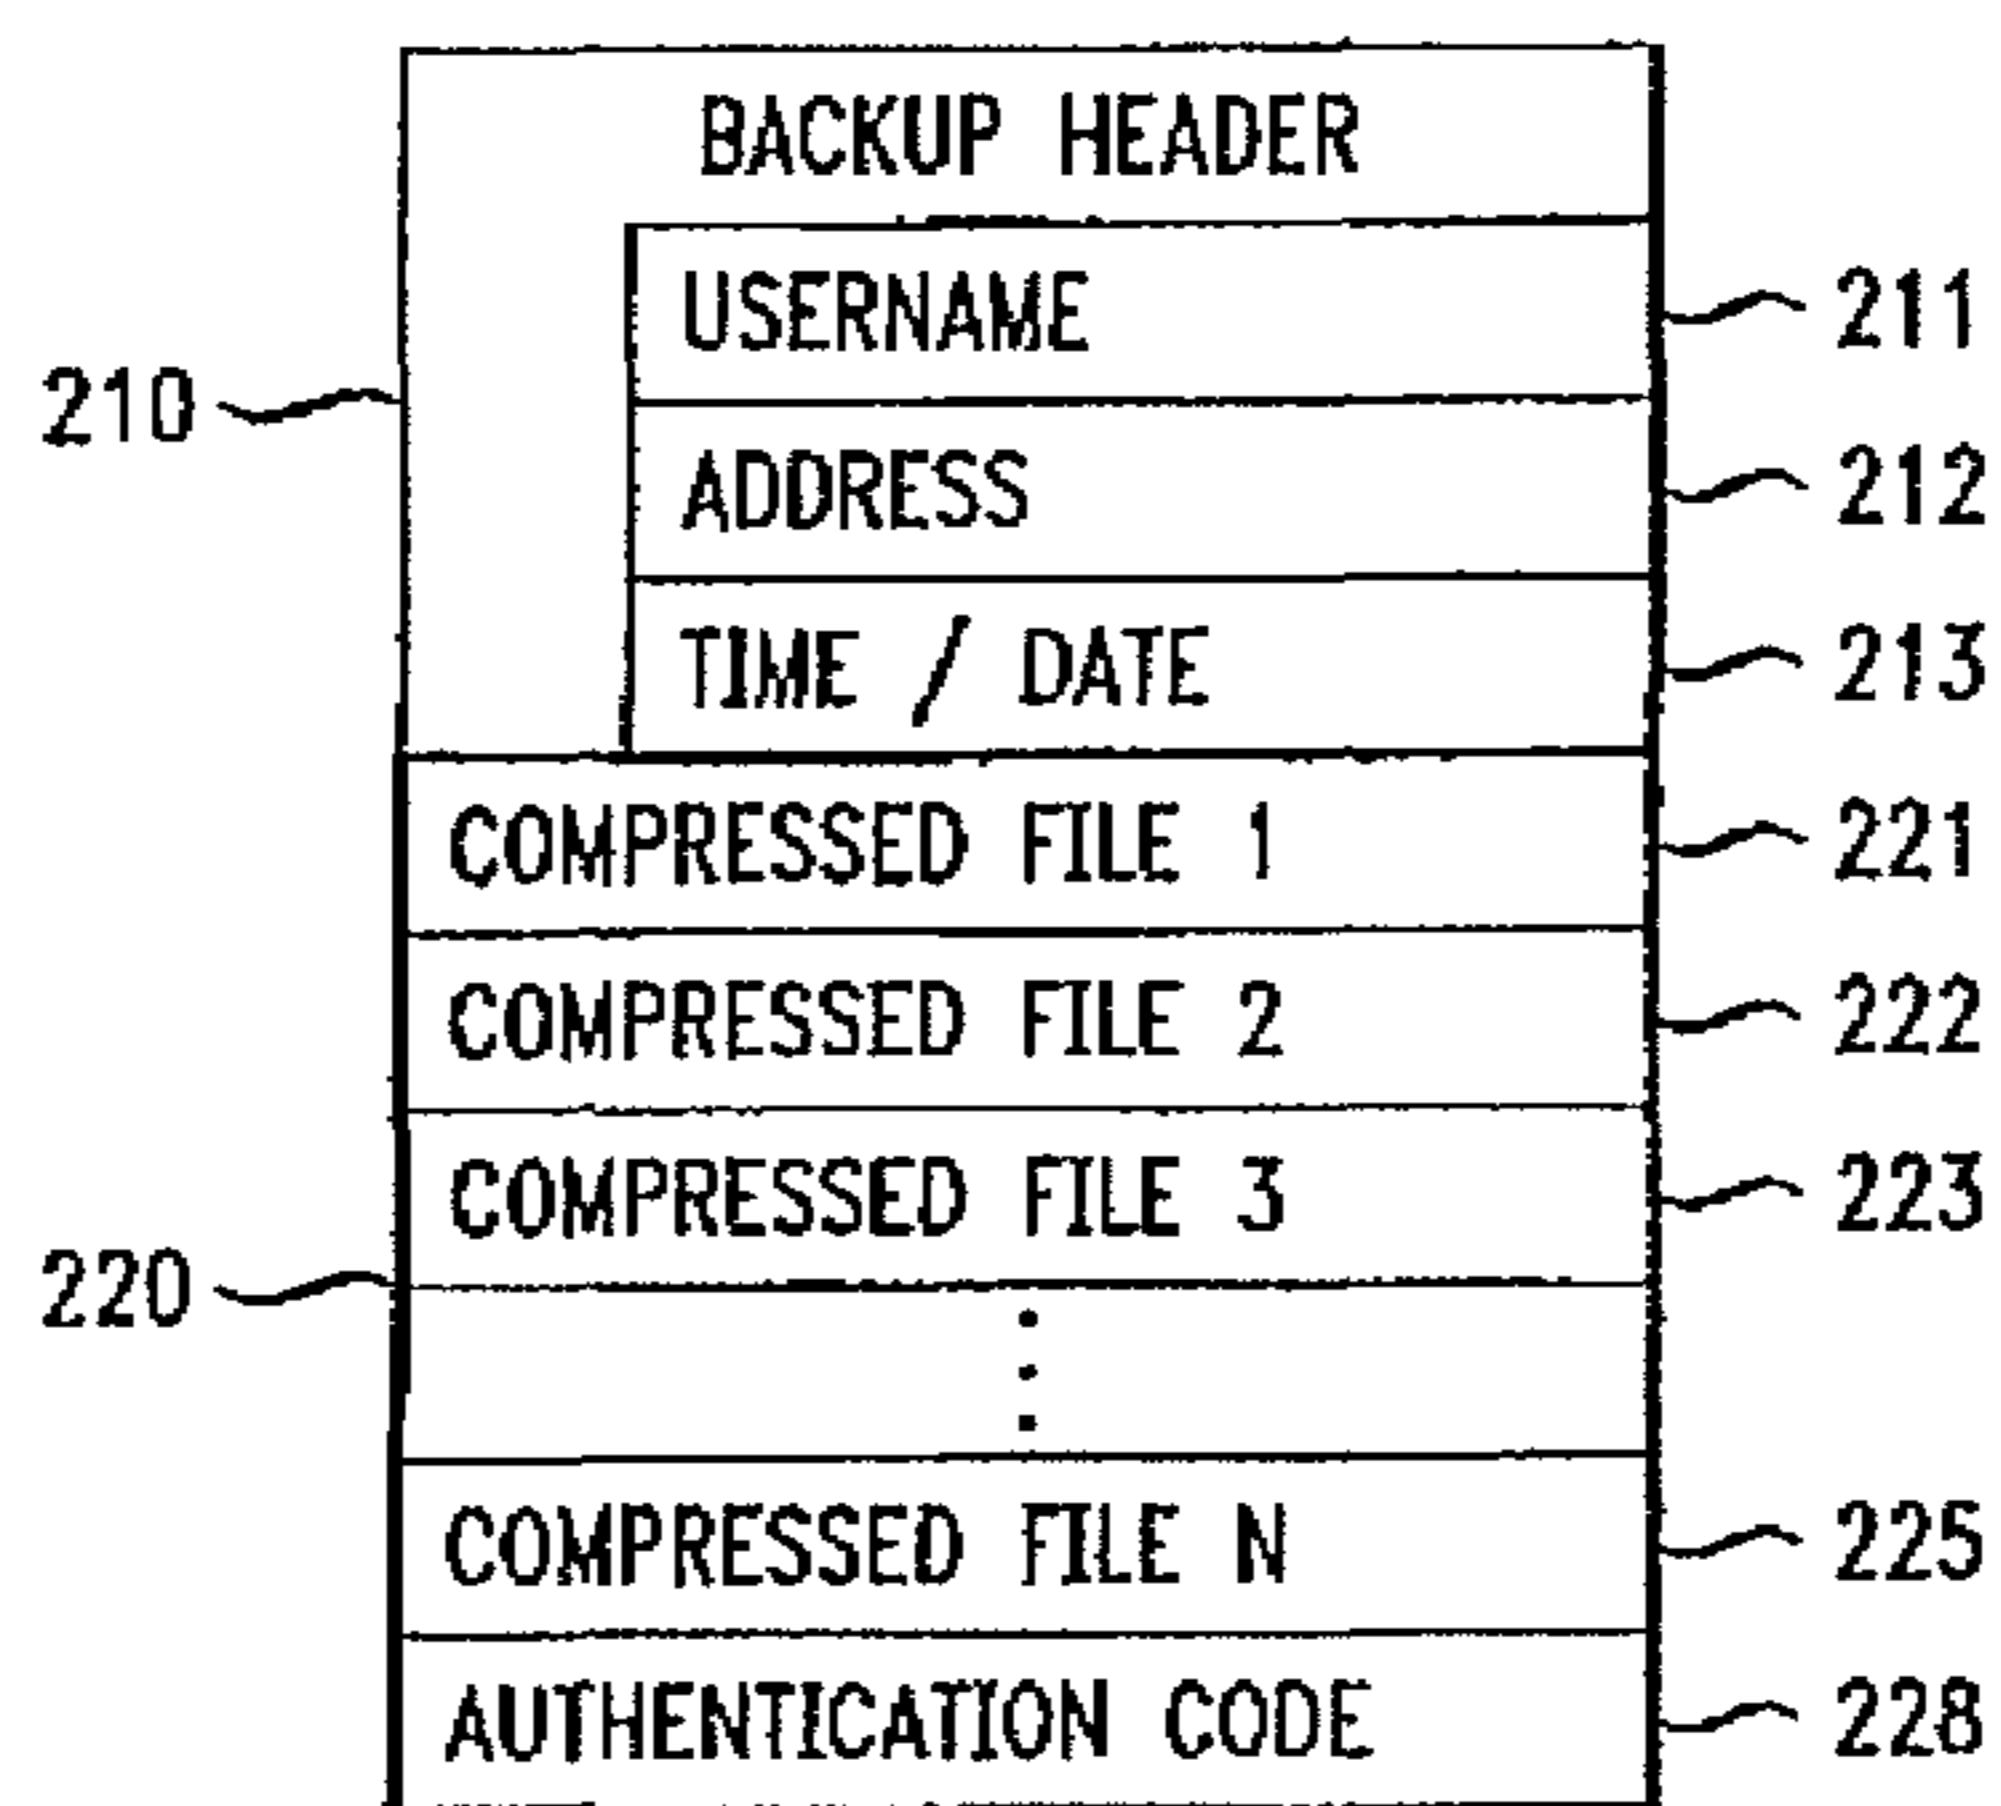 BACKUP HEADER
USERNAME 211
210
ADDRESS 212
TIME / DATE 213
COMPRESSED FILE 1 221
COMPRESSED FILE 2 222
COMPRESSED FILE 3 223
220
COMPRESSED FILE N 225
AUTHENTICATION CODE 228